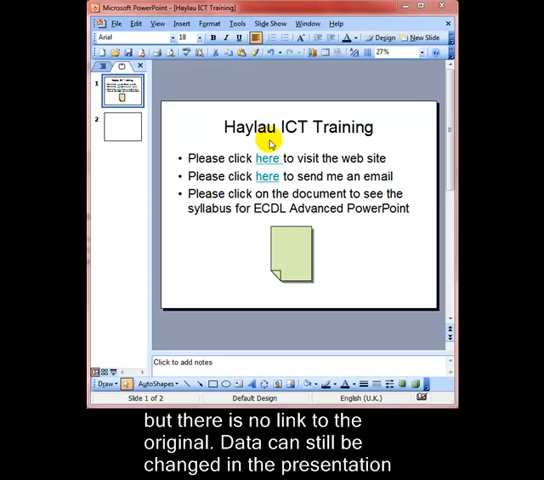 Microsoft PowerPoint - [Haylau ICT Training]
File Edit View Insert Format Tools Slide Show Window Help
Arial 18 B I U S A A A Design New Slide
27%
1
2
Haylau ICT Training
• Please click here to visit the web site
• Please click here to send me an email
• Please click on the document to see the
syllabus for ECDL Advanced PowerPoint
Click to add notes
Draw AutoShapes
Slide 1 of 2 Default Design English (U.K.)
but there is no link to the
original. Data can still be
changed in the presentation